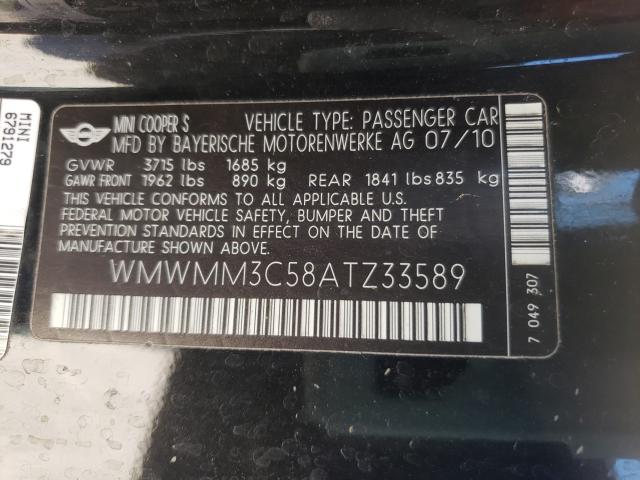 MINI COOPER S VEHICLE TYPE: PASSENGER CAR
MFD BY BAYERISCHE MOTORENWERKE AG 07/10
GVWR 3715 lbs 1685 kg
GAWR FRONT 1962 lbs 890 kg REAR 1841 lbs 835 kg
THIS VEHICLE CONFORMS TO ALL APPLICABLE U.S.
FEDERAL MOTOR VEHICLE SAFETY, BUMPER AND THEFT
PREVENTION STANDARDS IN EFFECT ON THE DATE OF
MANUFACTURE SHOWN ABOVE.
WMWMM3C58ATZ33589
7 049 307
MINI
6791279